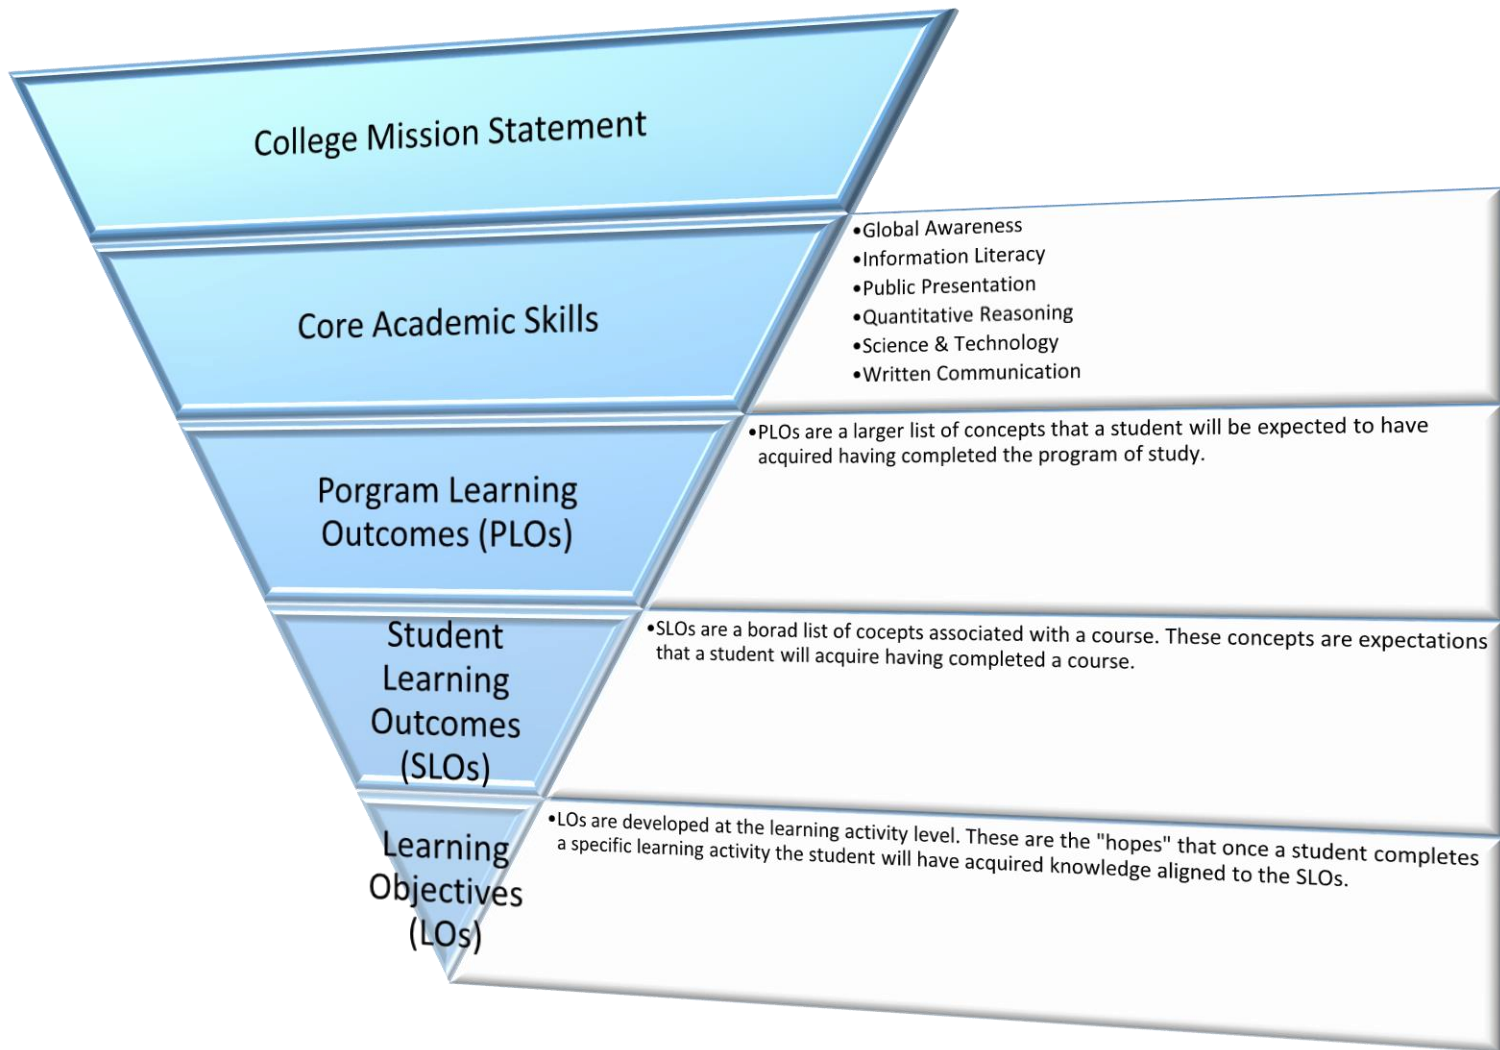 College Mission Statement
Core Academic Skills
•Global Awareness
•Information Literacy
•Public Presentation
•Quantitative Reasoning
•Science & Technology
•Written Communication
Porgram Learning
Outcomes (PLOs)
•PLOs are a larger list of concepts that a student will be expected to have
acquired having completed the program of study.
Student
Learning
Outcomes
(SLOs)
•SLOs are a borad list of cocepts associated with a course. These concepts are expectations
that a student will acquire having completed a course.
Learning
Objectives
(LOs)
•LOs are developed at the learning activity level. These are the "hopes" that once a student completes
a specific learning activity the student will have acquired knowledge aligned to the SLOs.